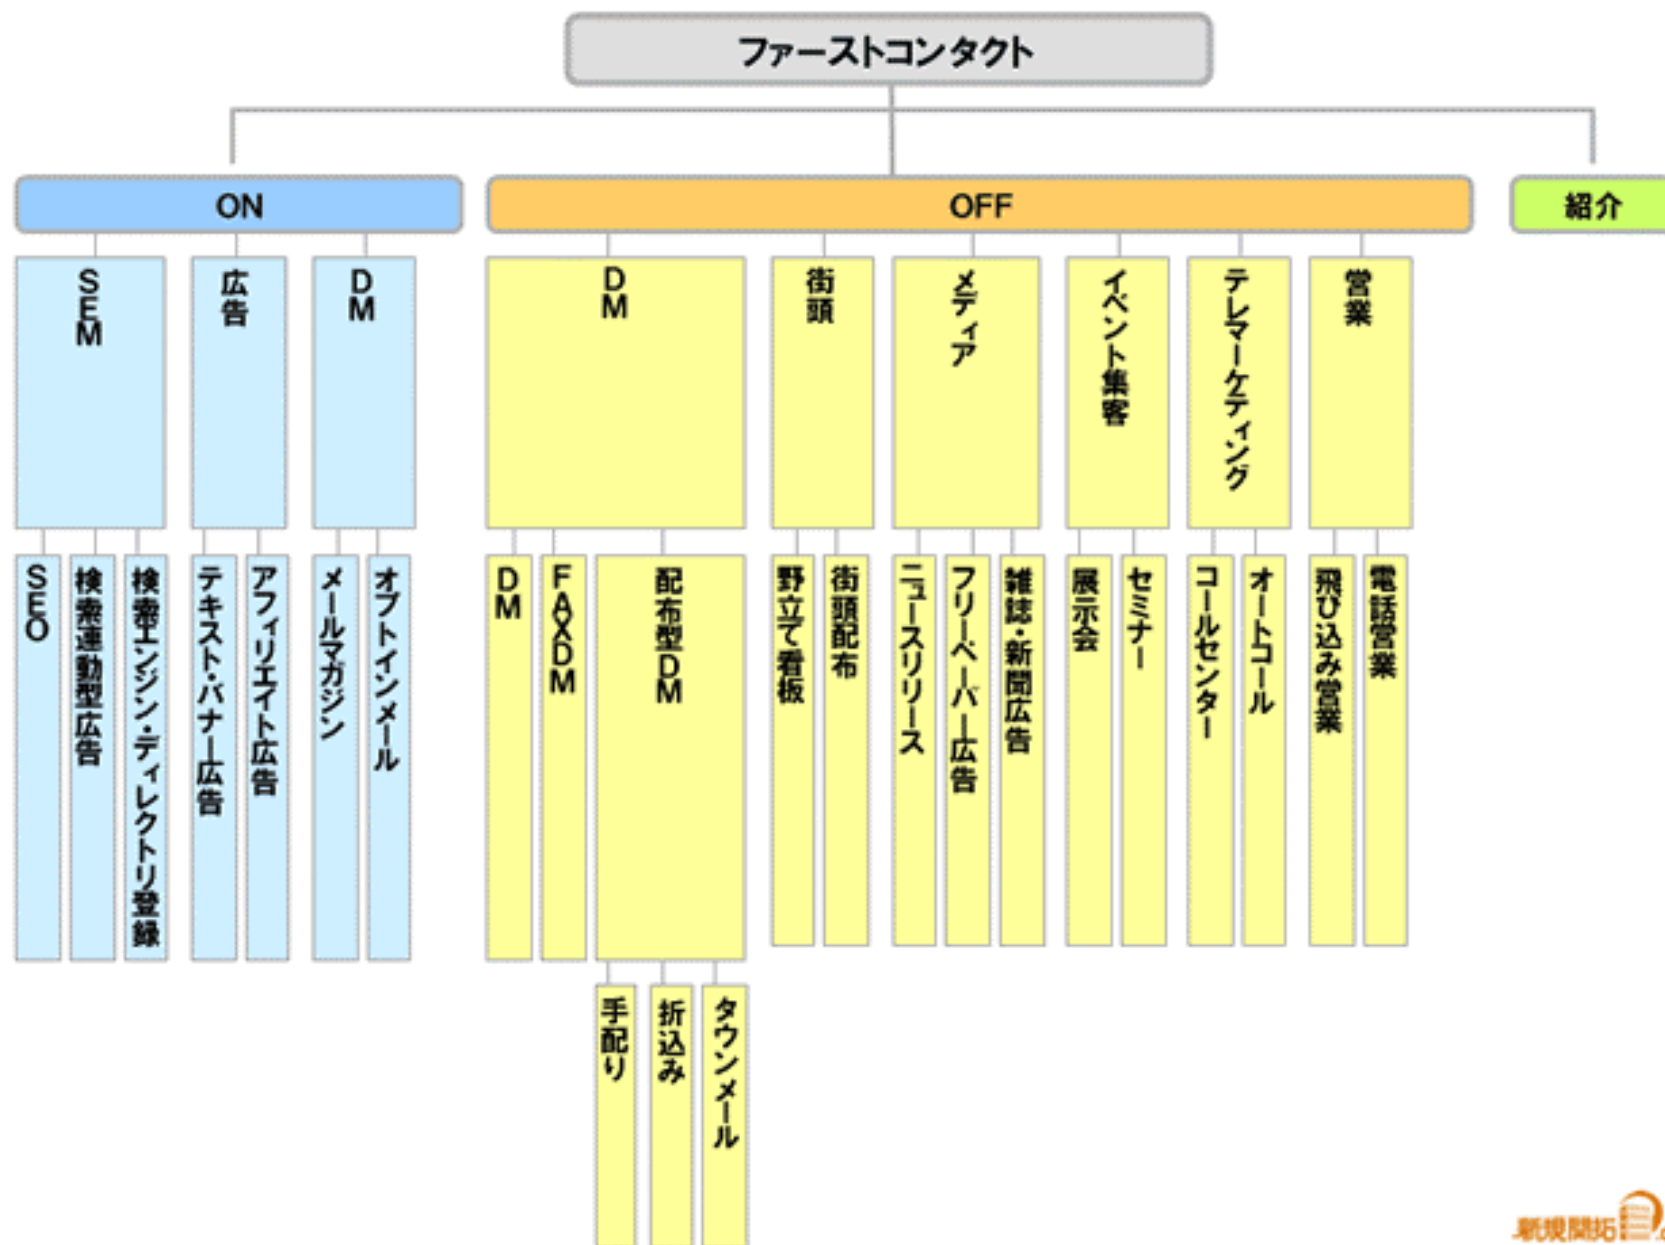 ファーストコンタクト
ON
OFF
紹介
SEM
広告
DM
DM
街頭
メディア
イベント集客
テレマーケティング
営業
SEO
検索連動型広告
検索エンジン・ディレクトリ登録
テキスト・バナー広告
アフィリエイト広告
メールマガジン
オプトインメール
DM
FAXDM
配布型DM
野立て看板
街頭配布
ニュースリリース
フリーペーパー広告
雑誌・新聞広告
展示会
セミナー
コールセンター
オートコール
飛び込み営業
電話営業
手配り
折込み
タウンメール
新規開拓